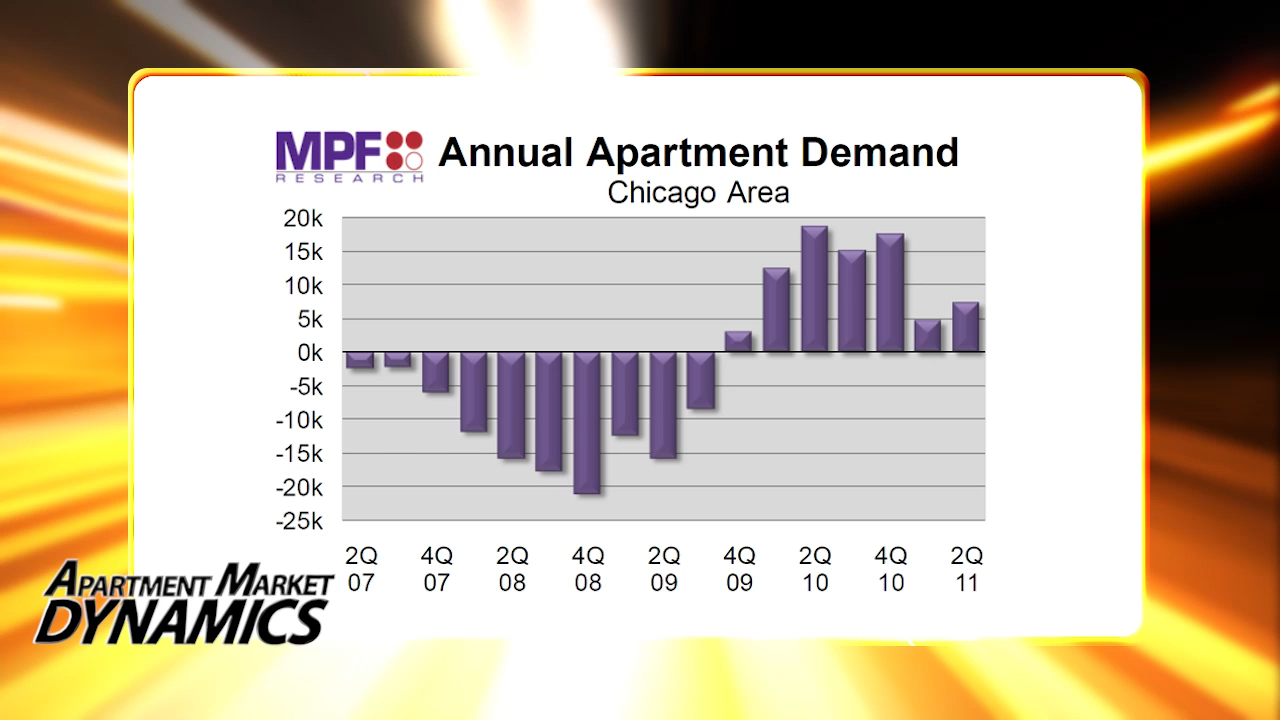 MPF
RESEARCH
Annual Apartment Demand
Chicago Area
20k
15k
10k
5k
0k
-5k
-10k
-15k
-20k
-25k
2Q 4Q 2Q 4Q 2Q 4Q 2Q 4Q 2Q
07 07 08 08 09 09 10 10 11
APARTMENT MARKET
DYNAMICS